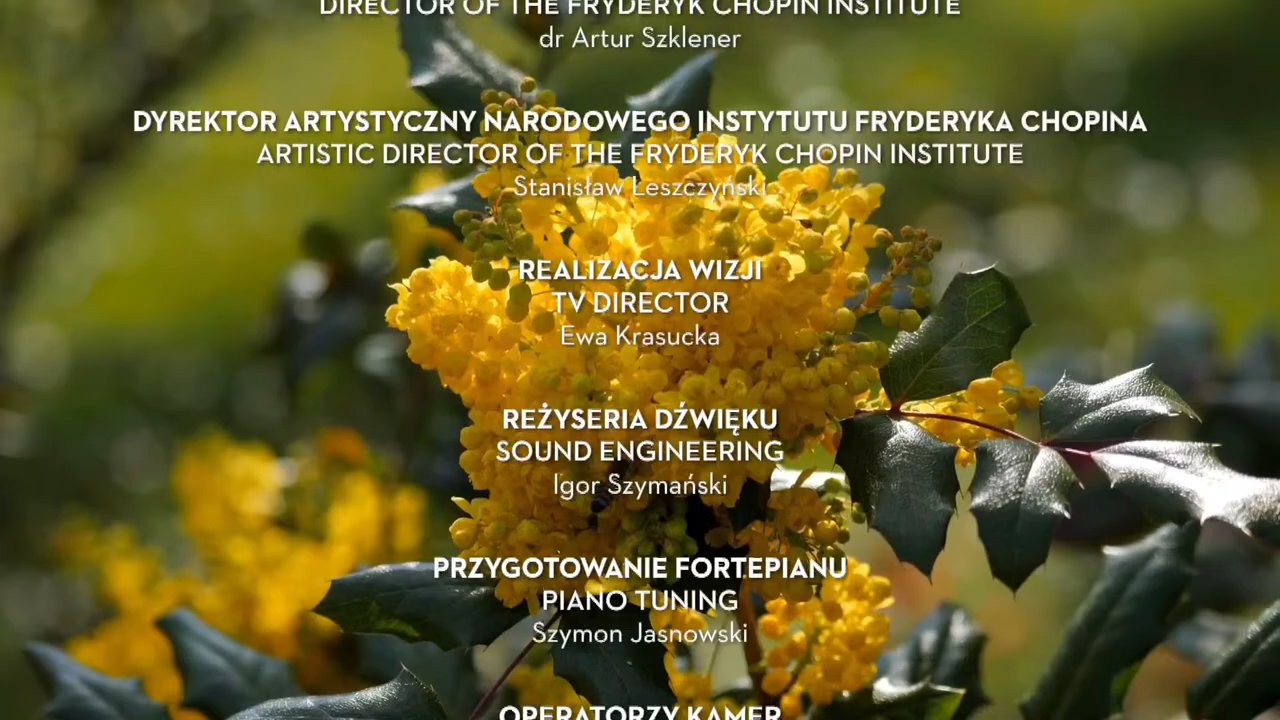 DIRECTOR OF THE FRYDERYK CHOPIN INSTITUTE
dr Artur Szklener
DYREKTOR ARTYSTYCZNY NARODOWEGO INSTYTUTU FRYDERYKA CHOPINA
ARTISTIC DIRECTOR OF THE FRYDERYK CHOPIN INSTITUTE
Stanisław Leszczyński
REALIZACJA WIZJI
TV DIRECTOR
Ewa Krasucka
REŻYSERIA DŹWIĘKU
SOUND ENGINEERING
Igor Szymański
PRZYGOTOWANIE FORTEPIANU
PIANO TUNING
Szymon Jasnowski
OPERATORZY KAMER